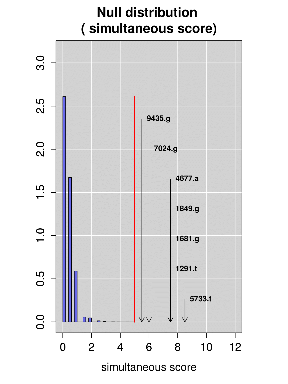 Null distribution
( simultaneous score)
3.0
2.5
9435.g
7024.g
2.0
4677.a
1.5
1849.g
1.0
1681.g
1291.t
0.5
5733.t
0.0
0 2 4 6 8 10 12
simultaneous score